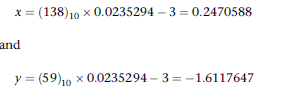 x = (138)₁₀ × 0.0235294 − 3 = 0.2470588
and
y = (59)₁₀ × 0.0235294 − 3 = −1.6117647